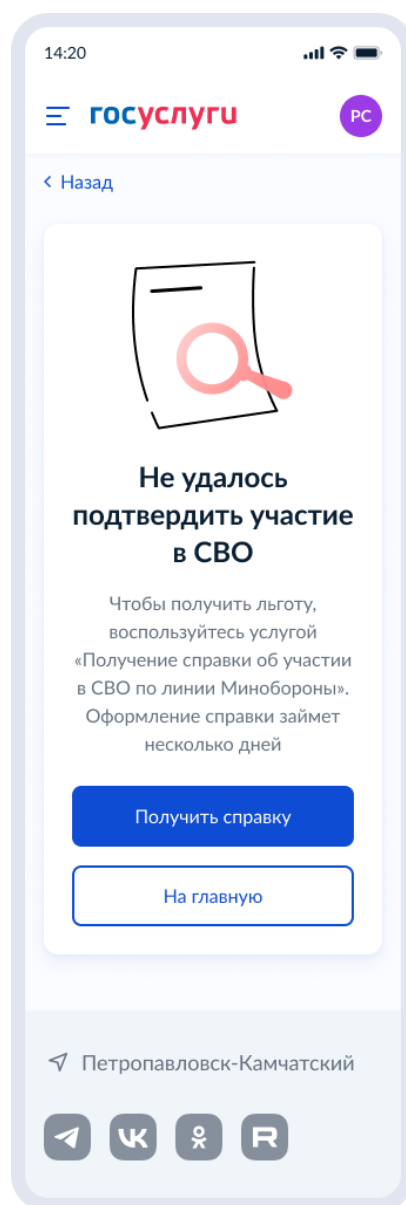 14:20
госуслуги
РС
Назад
Не удалось
подтвердить участие
в СВО
Чтобы получить льготу,
воспользуйтесь услугой
«Получение справки об участии
в СВО по линии Минобороны».
Оформление справки займет
несколько дней
Получить справку
На главную
Петропавловск-Камчатский